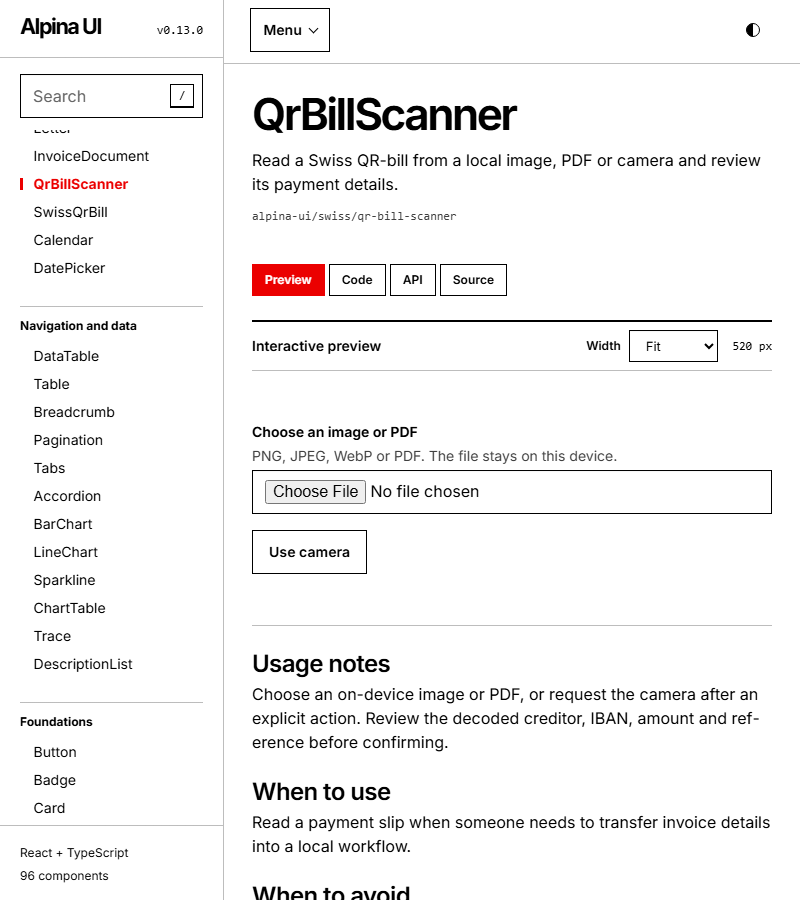 Alpina UI
v0.13.0
Search
/
Letter
InvoiceDocument
QrBillScanner
SwissQrBill
Calendar
DatePicker
Navigation and data
DataTable
Table
Breadcrumb
Pagination
Tabs
Accordion
BarChart
LineChart
Sparkline
ChartTable
Trace
DescriptionList
Foundations
Button
Badge
Card
React + TypeScript
96 components
Menu
QrBillScanner
Read a Swiss QR-bill from a local image, PDF or camera and review
its payment details.
alpina-ui/swiss/qr-bill-scanner
Preview
Code
API
Source
Interactive preview
Width
Fit
520 px
Choose an image or PDF
PNG, JPEG, WebP or PDF. The file stays on this device.
Choose File No file chosen
Use camera
Usage notes
Choose an on-device image or PDF, or request the camera after an
explicit action. Review the decoded creditor, IBAN, amount and ref-
erence before confirming.
When to use
Read a payment slip when someone needs to transfer invoice details
into a local workflow.
When to avoid